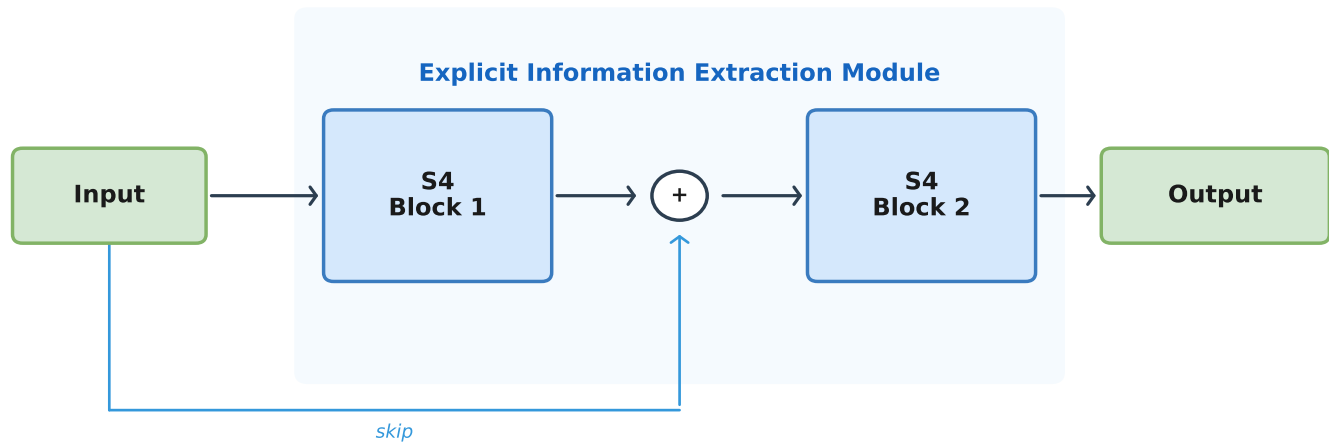 Explicit Information Extraction Module
Input
S4
Block 1
+
S4
Block 2
Output
skip